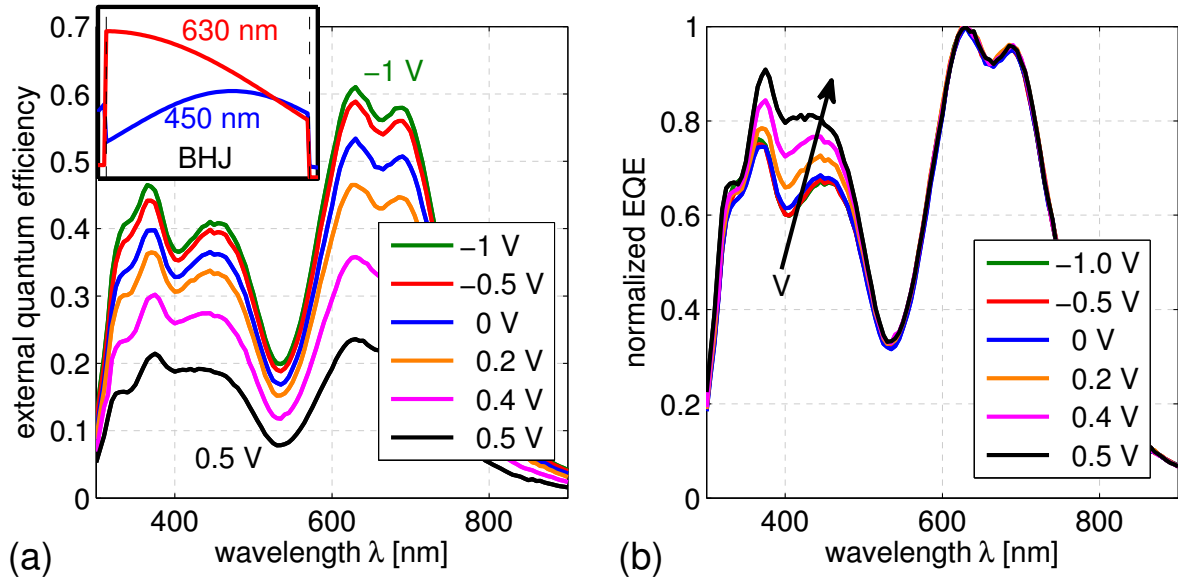 0.7
0.6
0.5
0.4
0.3
0.2
0.1
0
external quantum efficiency
630 nm
450 nm
BHJ
−1 V
0.5 V
−1 V
−0.5 V
0 V
0.2 V
0.4 V
0.5 V
400 600 800
wavelength λ [nm]
(a)
1
0.8
0.6
0.4
0.2
0
normalized EQE
V
−1.0 V
−0.5 V
0 V
0.2 V
0.4 V
0.5 V
400 600 800
wavelength λ [nm]
(b)